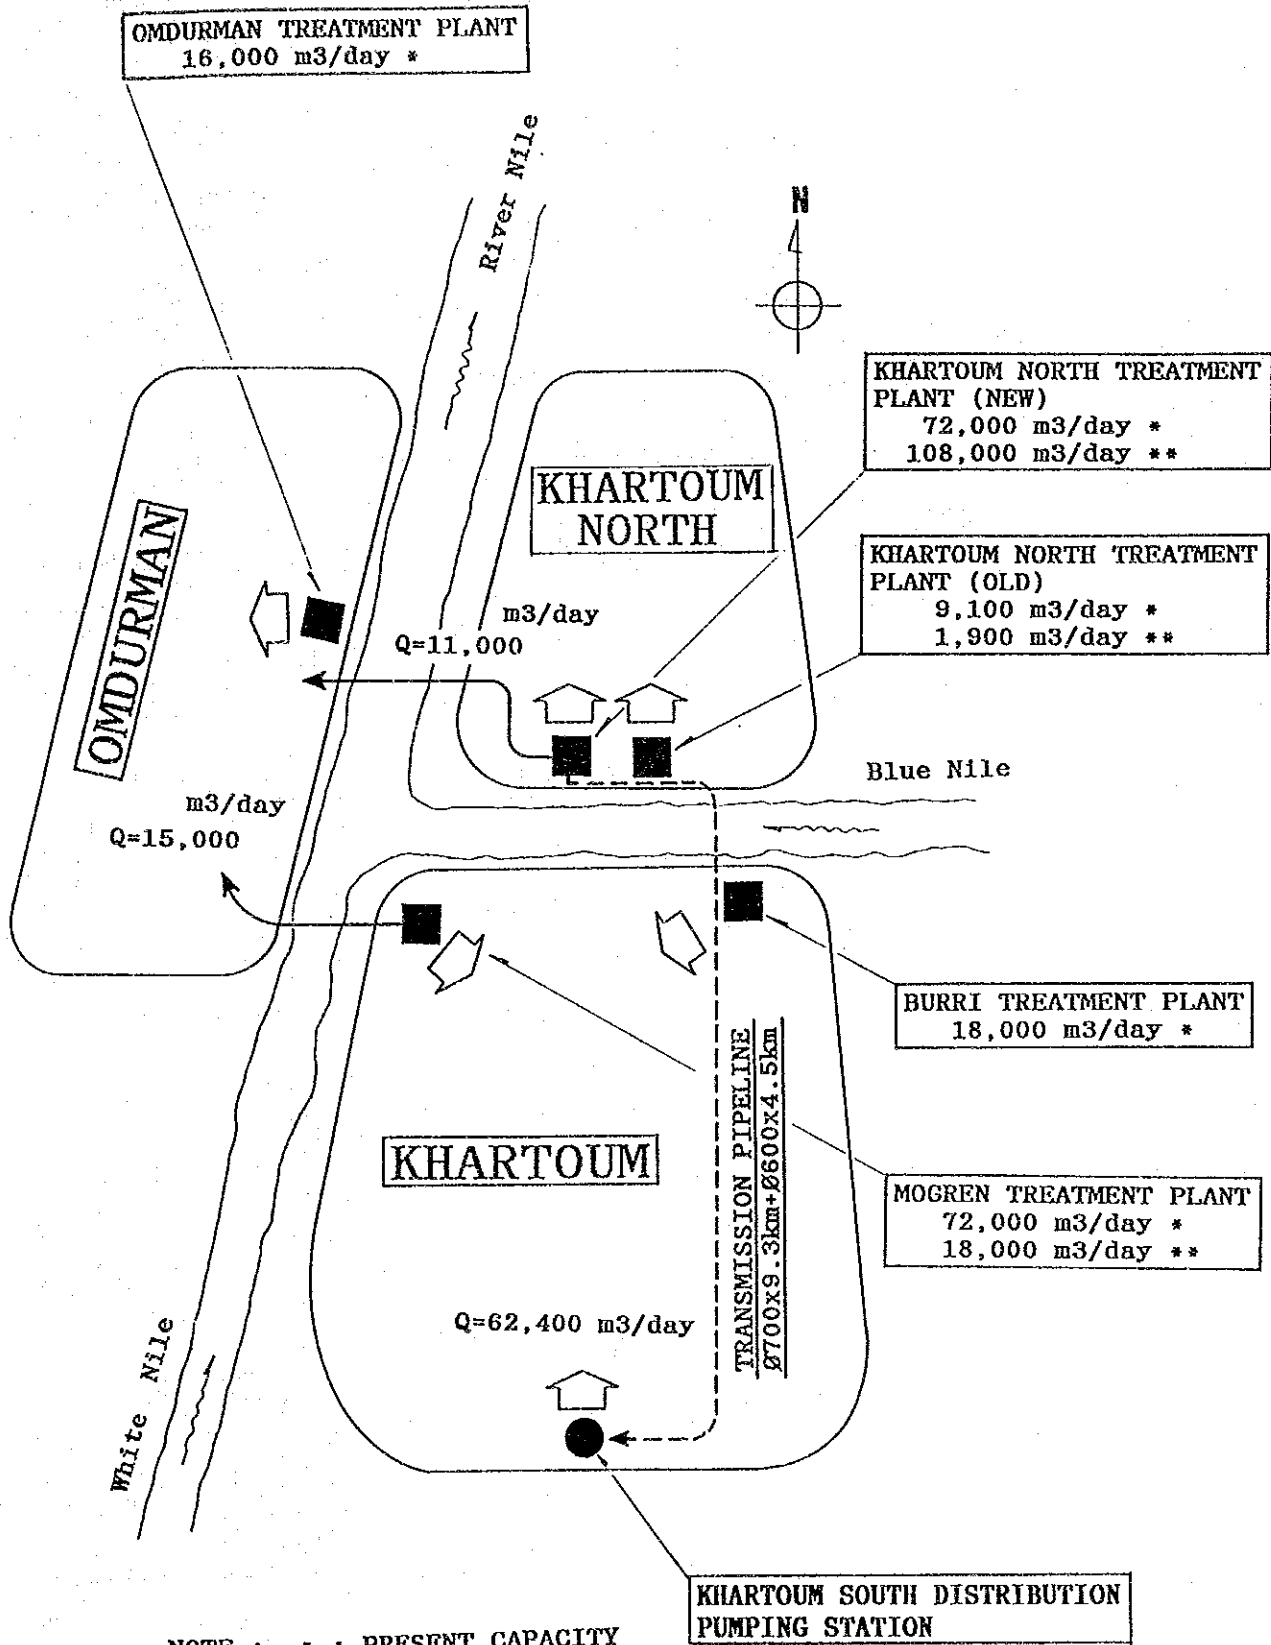 OMDURMAN TREATMENT PLANT
16,000 m3/day *
River Nile
N
KHARTOUM NORTH TREATMENT
PLANT (NEW)
72,000 m3/day *
108,000 m3/day **
KHARTOUM
NORTH
KHARTOUM NORTH TREATMENT
PLANT (OLD)
9,100 m3/day *
1,900 m3/day **
OMDURMAN
m3/day
Q=11,000
Blue Nile
m3/day
Q=15,000
BURRI TREATMENT PLANT
18,000 m3/day *
TRANSMISSION PIPELINE
Ø700x9.3km+Ø600x4.5km
KHARTOUM
MOGREN TREATMENT PLANT
72,000 m3/day *
18,000 m3/day **
Q=62,400 m3/day
White Nile
KHARTOUM SOUTH DISTRIBUTION
PUMPING STATION
NOTE : * : PRESENT CAPACITY